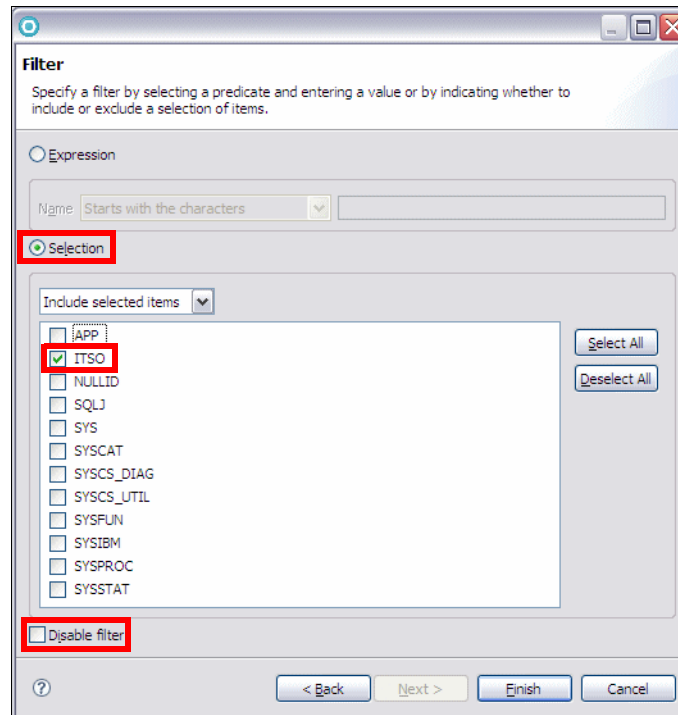 Filter
Specify a filter by selecting a predicate and entering a value or by indicating whether to
include or exclude a selection of items.
Expression
Name Starts with the characters
Selection
Include selected items
APP
ITSO
NULLID
SQLJ
SYS
SYSCAT
SYSCS_DIAG
SYSCS_UTIL
SYSFUN
SYSIBM
SYSPROC
SYSSTAT
Select All
Deselect All
Disable filter
? < Back Next > Finish Cancel